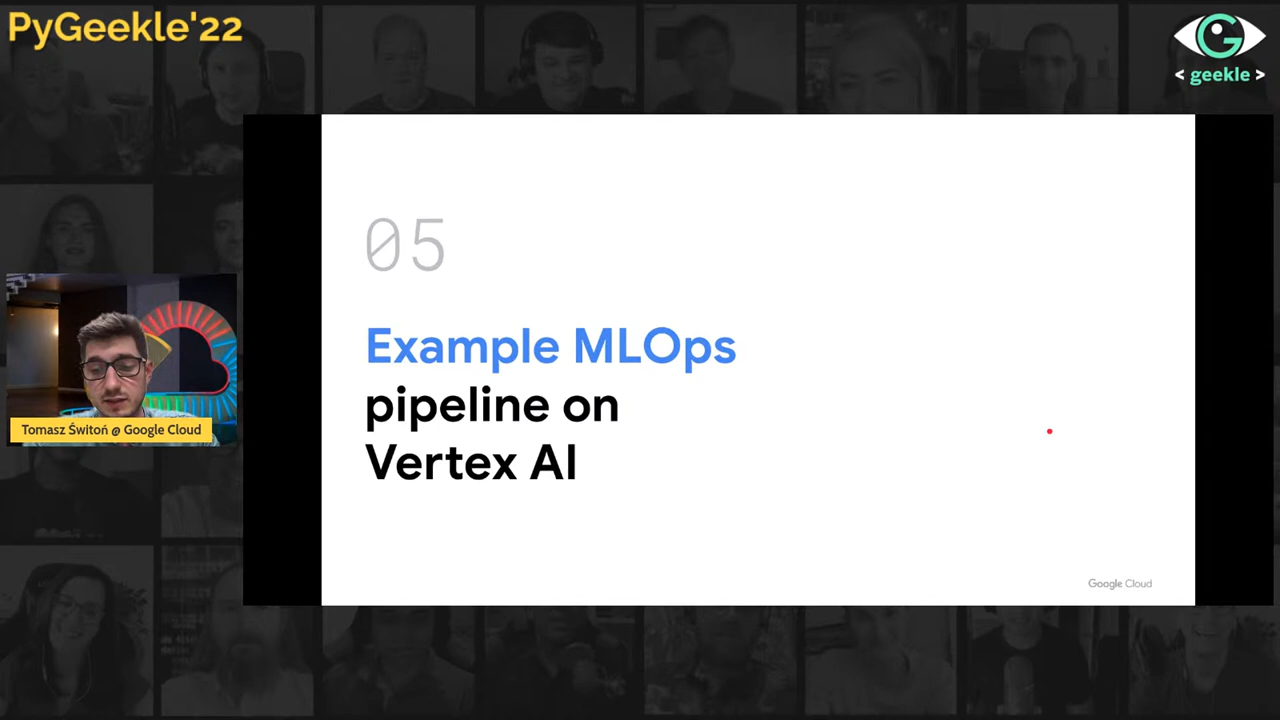 PyGeekle'22
< geekle >
05
Example MLOps
pipeline on
Vertex AI
Tomasz Świtoń @ Google Cloud
Google Cloud